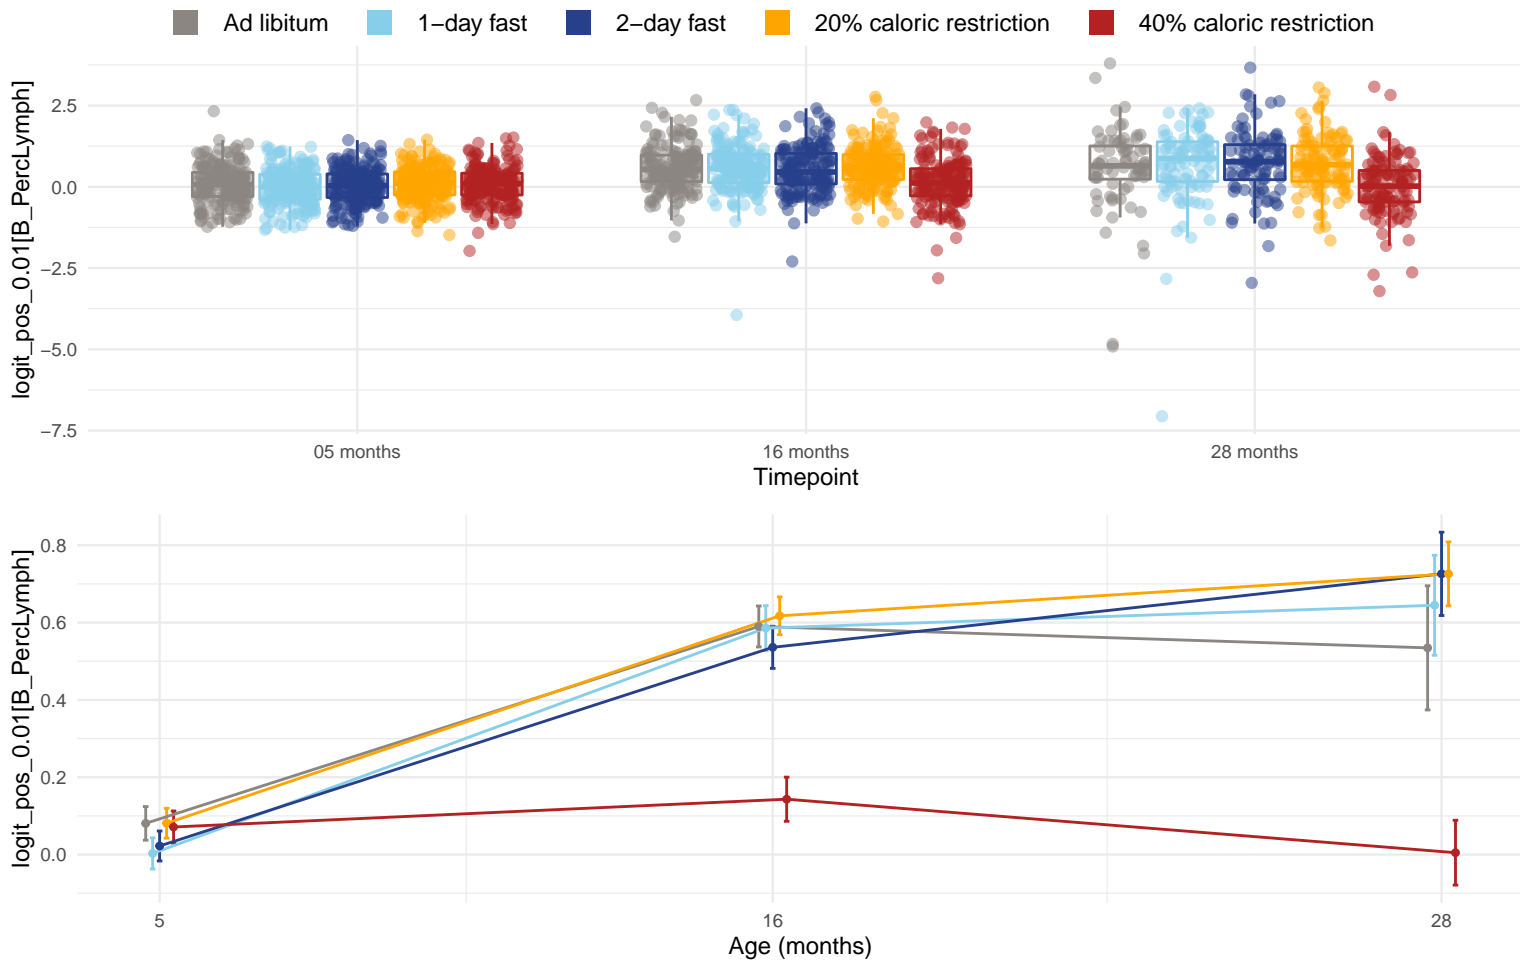 Ad libitum 1−day fast 2−day fast 20% caloric restriction 40% caloric restriction
logit_pos_0.01[B_PercLymph]
2.5
0.0
−2.5
−5.0
−7.5
05 months 16 months 28 months
Timepoint
logit_pos_0.01[B_PercLymph]
0.8
0.6
0.4
0.2
0.0
5 16 28
Age (months)